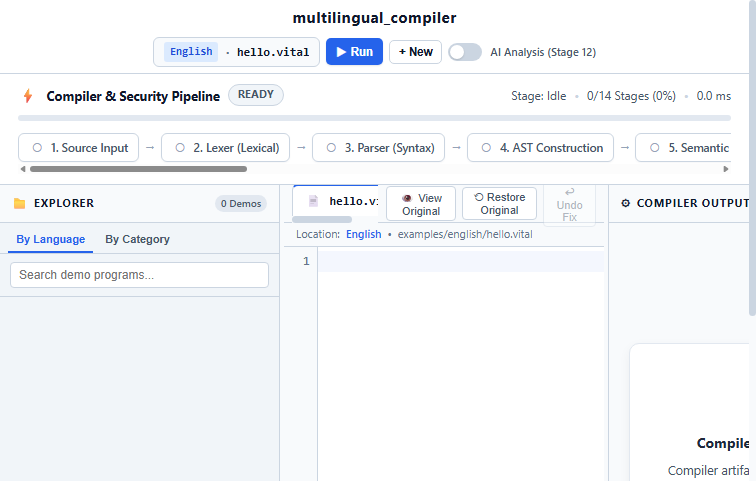 multilingual_compiler
English · hello.vital ▶ Run + New AI Analysis (Stage 12)
Compiler & Security Pipeline READY Stage: Idle • 0/14 Stages (0%) • 0.0 ms
1. Source Input → 2. Lexer (Lexical) → 3. Parser (Syntax) → 4. AST Construction → 5. Semantic
EXPLORER 0 Demos
By Language By Category
Search demo programs...
hello.vi
View Original
Restore Original
Undo Fix
Location: English • examples/english/hello.vital
1
COMPILER OUTPUT
Compile
Compiler artifa